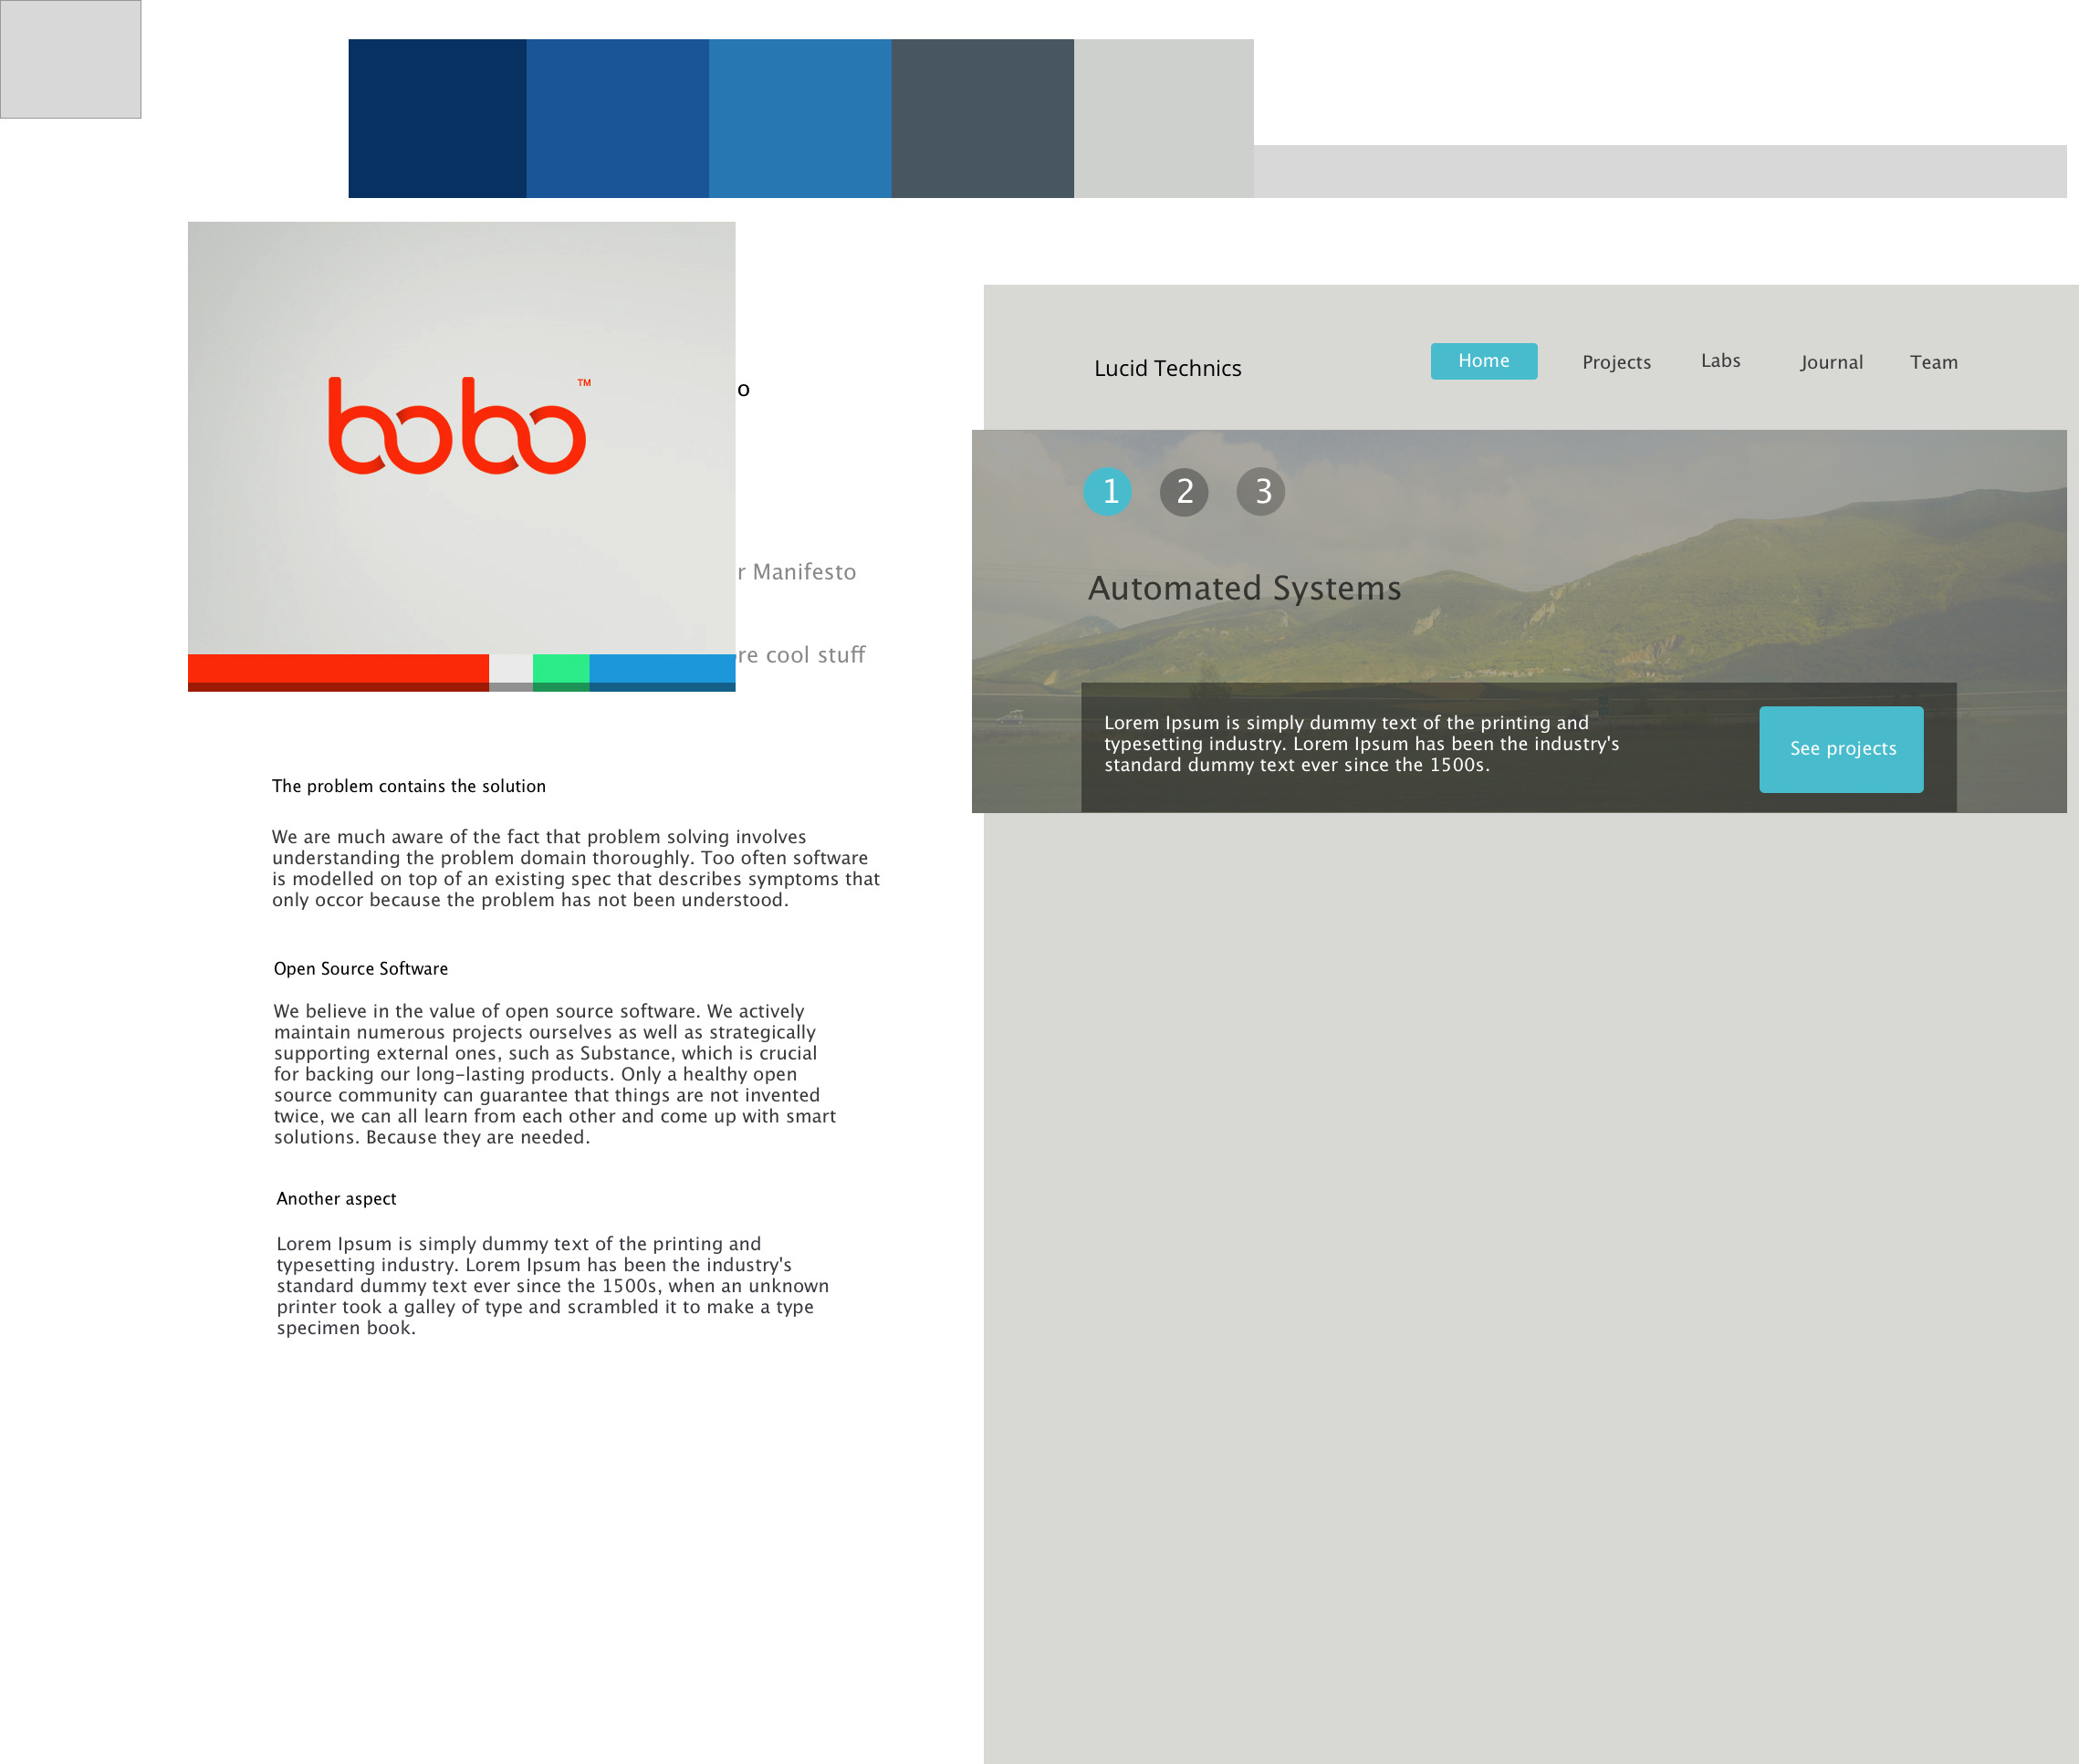 bobo™
o
r Manifesto
re cool stuff
The problem contains the solution
We are much aware of the fact that problem solving involves
understanding the problem domain thoroughly. Too often software
is modelled on top of an existing spec that describes symptoms that
only occor because the problem has not been understood.
Open Source Software
We believe in the value of open source software. We actively
maintain numerous projects ourselves as well as strategically
supporting external ones, such as Substance, which is crucial
for backing our long-lasting products. Only a healthy open
source community can guarantee that things are not invented
twice, we can all learn from each other and come up with smart
solutions. Because they are needed.
Another aspect
Lorem Ipsum is simply dummy text of the printing and
typesetting industry. Lorem Ipsum has been the industry's
standard dummy text ever since the 1500s, when an unknown
printer took a galley of type and scrambled it to make a type
specimen book.
Lucid Technics
Home Projects Labs Journal Team
1 2 3
Automated Systems
Lorem Ipsum is simply dummy text of the printing and
typesetting industry. Lorem Ipsum has been the industry's
standard dummy text ever since the 1500s.
See projects